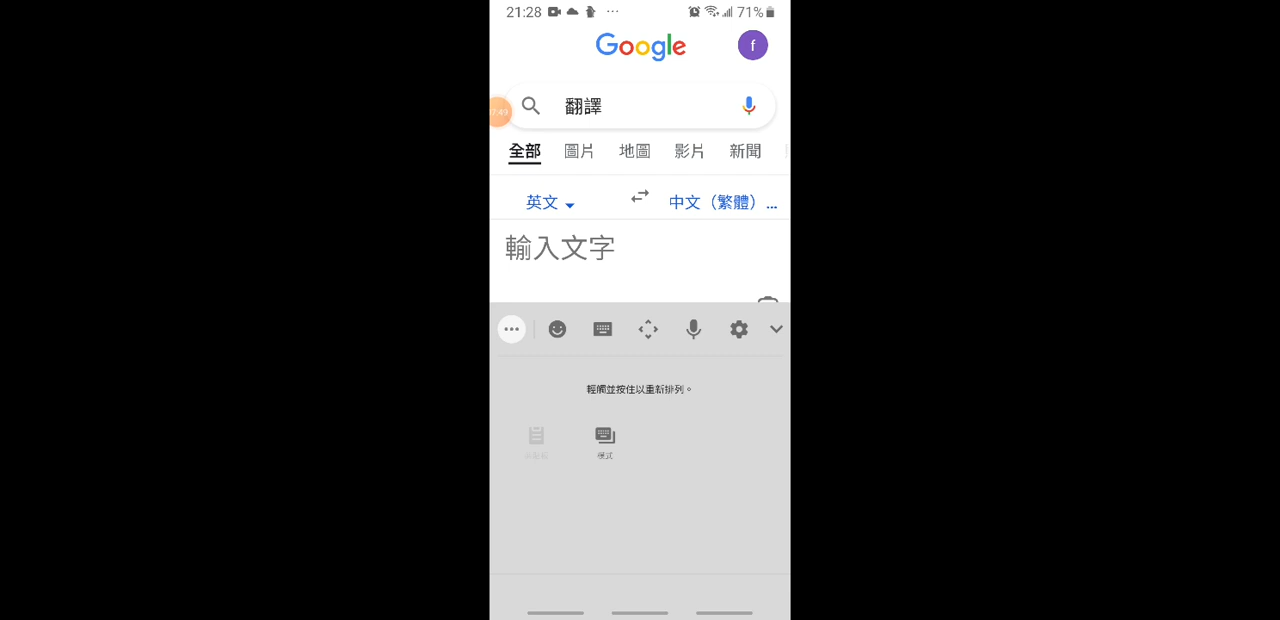 21:28 71%
Google
f
翻譯
全部 圖片 地圖 影片 新聞
英文 中文（繁體） ...
輸入文字
輕觸並按住以重新排列。
模式